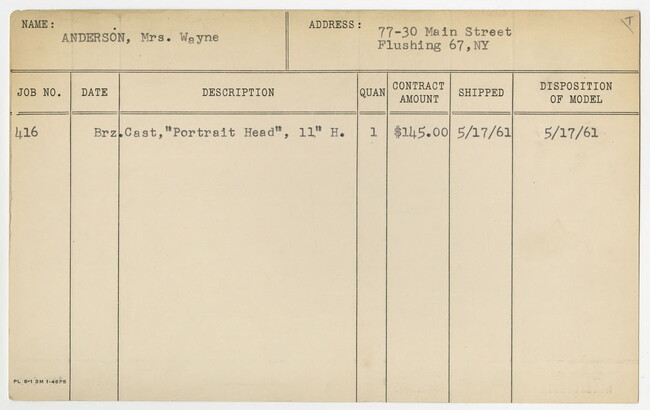 NAME: ANDERSON, Mrs. Wayne
ADDRESS: 77-30 Main Street
Flushing 67,NY
JOB NO. DATE DESCRIPTION QUAN CONTRACT AMOUNT SHIPPED DISPOSITION OF MODEL
416 Brz.Cast,"Portrait Head", 11" H. 1 $145.00 5/17/61 5/17/61